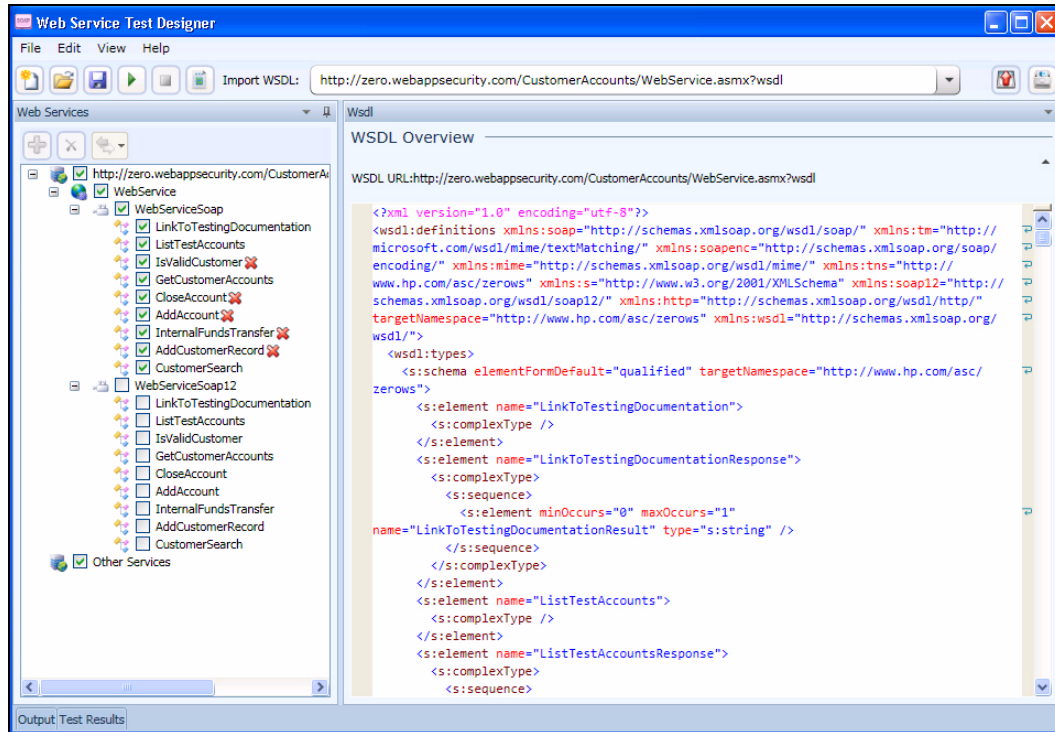 Web Service Test Designer
File Edit View Help
Import WSDL: http://zero.webappsecurity.com/CustomerAccounts/WebService.asmx?wsdl
Web Services
Wsdl
WSDL Overview
WSDL URL:http://zero.webappsecurity.com/CustomerAccounts/WebService.asmx?wsdl
http://zero.webappsecurity.com/CustomerA
WebService
WebServiceSoap
LinkToTestingDocumentation
ListTestAccounts
IsValidCustomer
GetCustomerAccounts
CloseAccount
AddAccount
InternalFundsTransfer
AddCustomerRecord
CustomerSearch
WebServiceSoap12
LinkToTestingDocumentation
ListTestAccounts
IsValidCustomer
GetCustomerAccounts
CloseAccount
AddAccount
InternalFundsTransfer
AddCustomerRecord
CustomerSearch
Other Services
<?xml version="1.0" encoding="utf-8"?>
<wsdl:definitions xmlns:soap="http://schemas.xmlsoap.org/wsdl/soap/" xmlns:tm="http://
microsoft.com/wsdl/mime/textMatching/" xmlns:soapenc="http://schemas.xmlsoap.org/soap/
encoding/" xmlns:mime="http://schemas.xmlsoap.org/wsdl/mime/" xmlns:tns="http://
www.hp.com/asc/zerows" xmlns:s="http://www.w3.org/2001/XMLSchema" xmlns:soap12="http://
schemas.xmlsoap.org/wsdl/soap12/" xmlns:http="http://schemas.xmlsoap.org/wsdl/http/"
targetNamespace="http://www.hp.com/asc/zerows" xmlns:wsdl="http://schemas.xmlsoap.org/
wsdl/">
<wsdl:types>
<s:schema elementFormDefault="qualified" targetNamespace="http://www.hp.com/asc/
zerows">
<s:element name="LinkToTestingDocumentation">
<s:complexType />
</s:element>
<s:element name="LinkToTestingDocumentationResponse">
<s:complexType>
<s:sequence>
<s:element minOccurs="0" maxOccurs="1"
name="LinkToTestingDocumentationResult" type="s:string" />
</s:sequence>
</s:complexType>
</s:element>
<s:element name="ListTestAccounts">
<s:complexType />
</s:element>
<s:element name="ListTestAccountsResponse">
<s:complexType>
<s:sequence>
Output Test Results